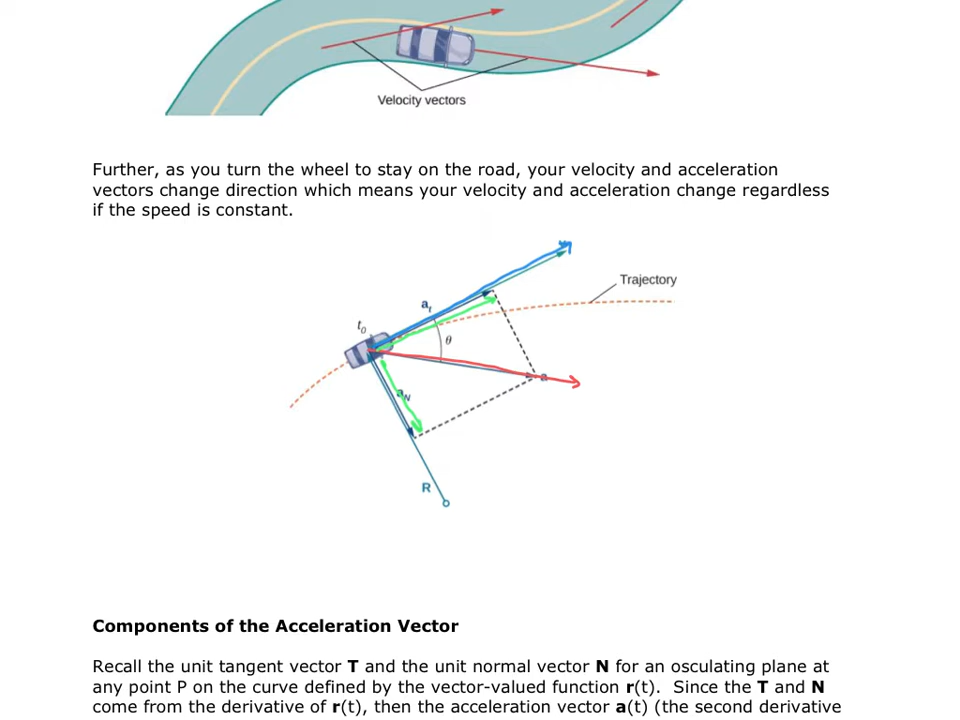 Velocity vectors
Further, as you turn the wheel to stay on the road, your velocity and acceleration
vectors change direction which means your velocity and acceleration change regardless
if the speed is constant.
Trajectory
at
t0
θ
a
aN
R
Components of the Acceleration Vector
Recall the unit tangent vector T and the unit normal vector N for an osculating plane at
any point P on the curve defined by the vector-valued function r(t). Since the T and N
come from the derivative of r(t), then the acceleration vector a(t) (the second derivative